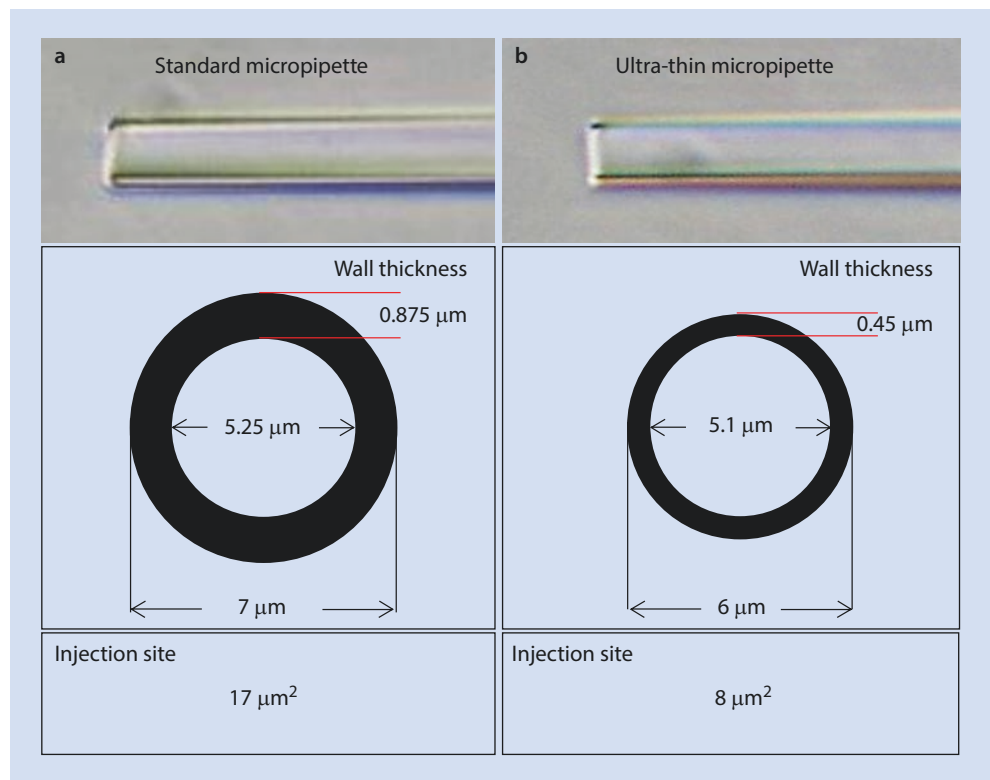 a
Standard micropipette
Wall thickness
0.875 μm
5.25 μm
7 μm
Injection site
17 μm²
b
Ultra-thin micropipette
Wall thickness
0.45 μm
5.1 μm
6 μm
Injection site
8 μm²